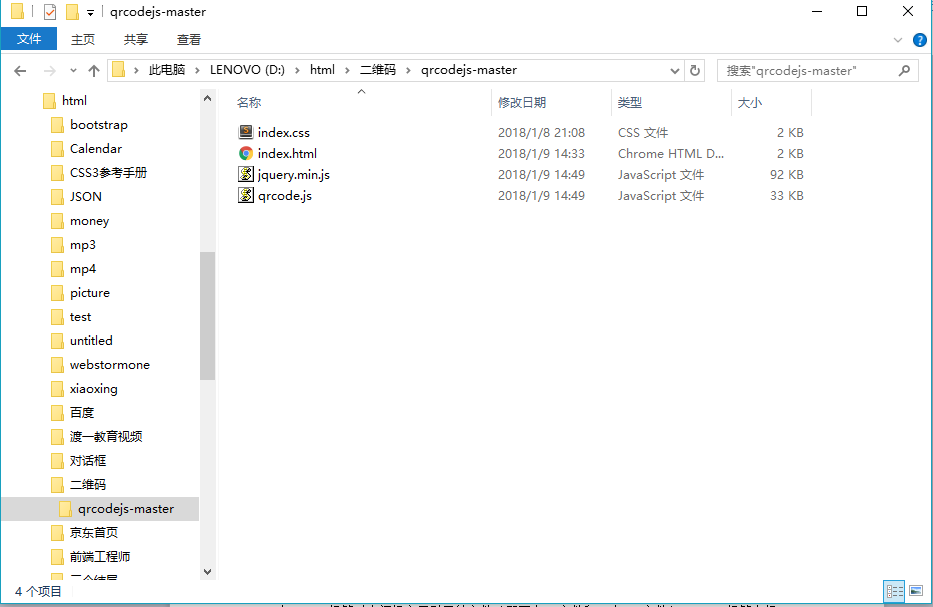 qrcodejs-master
文件 主页 共享 查看
此电脑 LENOVO (D:) html 二维码 qrcodejs-master 搜索"qrcodejs-master"
html
bootstrap
Calendar
CSS3参考手册
JSON
money
mp3
mp4
picture
test
untitled
webstormone
xiaoxing
百度
渡一教育视频
对话框
二维码
qrcodejs-master
京东首页
前端工程师
名称 修改日期 类型 大小
index.css 2018/1/8 21:08 CSS 文件 2 KB
index.html 2018/1/9 14:33 Chrome HTML D... 2 KB
jquery.min.js 2018/1/9 14:49 JavaScript 文件 92 KB
qrcode.js 2018/1/9 14:49 JavaScript 文件 33 KB
4 个项目